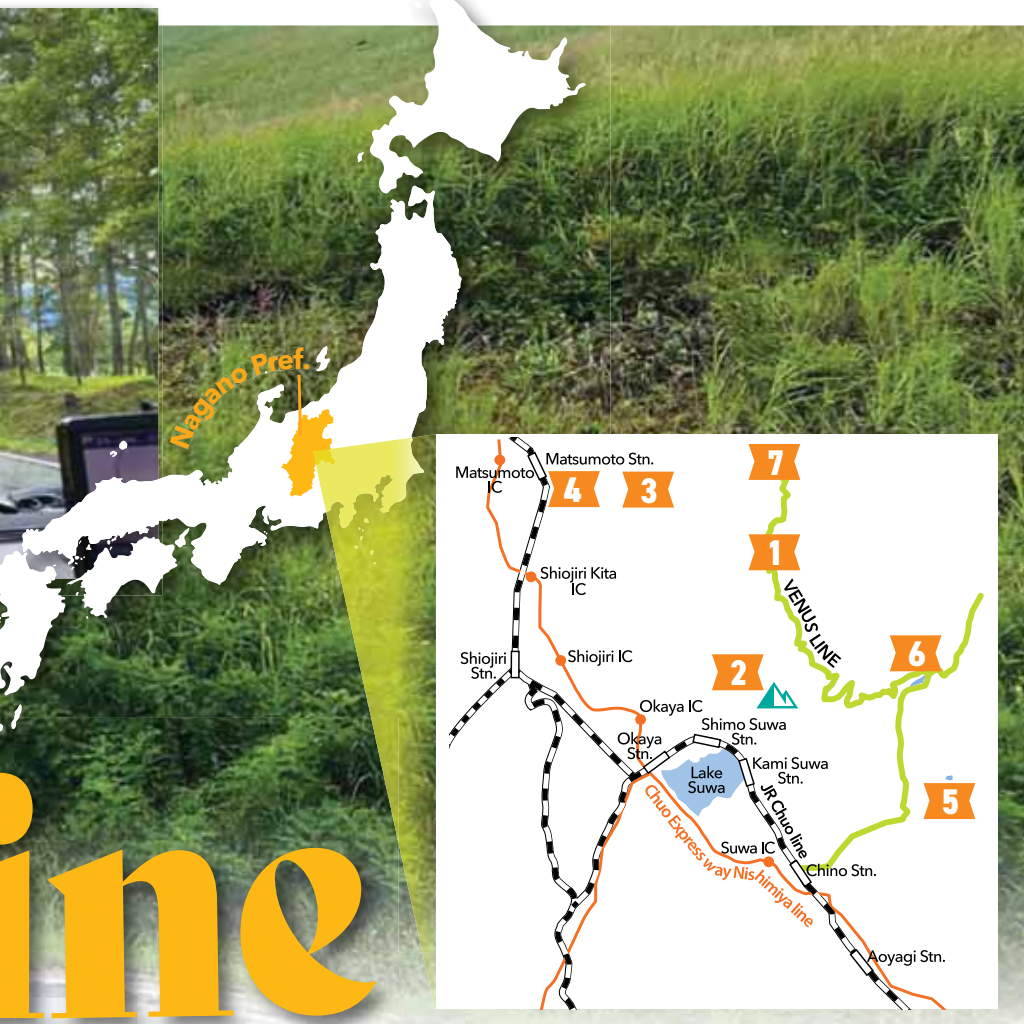 Nagano Pref.
Matsumoto Stn.
Matsumoto
IC
4
3
7
1
Shiojiri Kita
IC
VENUS LINE
Shiojiri
Stn.
Shiojiri IC
2
6
Okaya IC
Shimo Suwa
Stn.
Okaya
Stn.
Kami Suwa
Stn.
Lake
Suwa
JR Chuo line
5
Chuo Express way Nishimiya line
Suwa IC
Chino Stn.
Aoyagi Stn.
ine